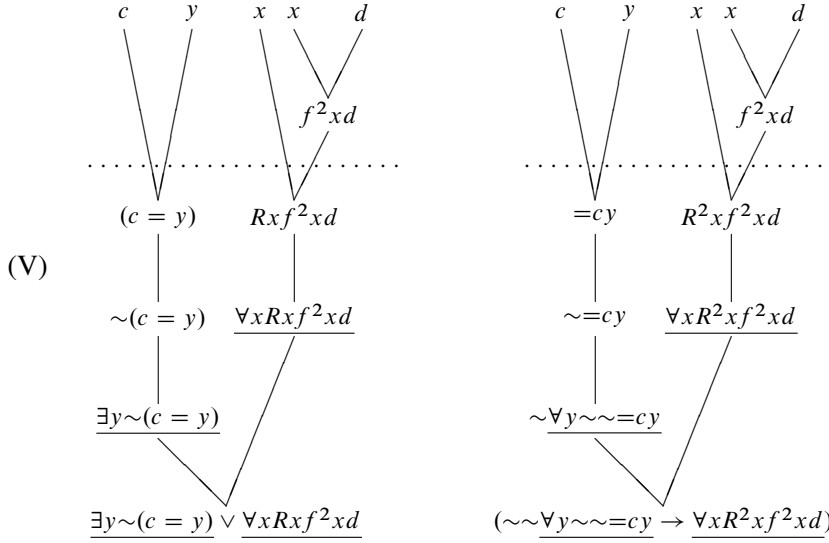 c y x x d c y x x d
f²xd f²xd
(c = y) Rxf²xd =cy R²xf²xd
(V)
~(c = y) ∀xRxf²xd ~=cy ∀xR²xf²xd
∃y~(c = y) ~∀y~~=cy
∃y~(c = y) ∨ ∀xRxf²xd (~~∀y~~=cy → ∀xR²xf²xd)